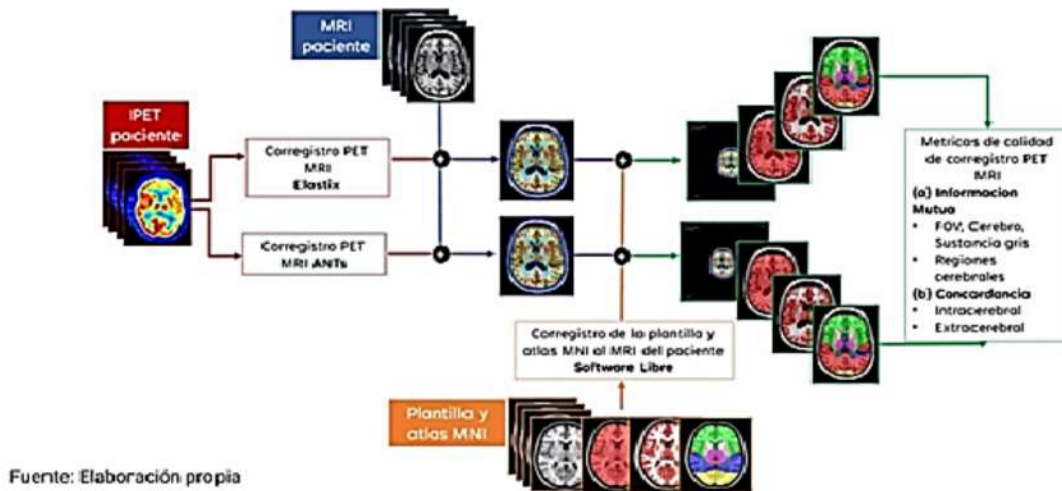 MRI
paciente
IPET
paciente
Corregistro PET
MRII
Elastix
Corregistro PET
MRI ANTs
Corregistro de la plantilla y
atlas MNI al MRI del paciente
Software Libre
Plantilla y
atlas MNI
Metricas de calidad
de corregistro PET
MRI
(a) Informacion
Mutua
• FOV, Cerebro,
Sustancia gris
• Regiones
cerebrales
(b) Concordancia
• Intracerebral
• Extracerebral
Fuente: Elaboración propia